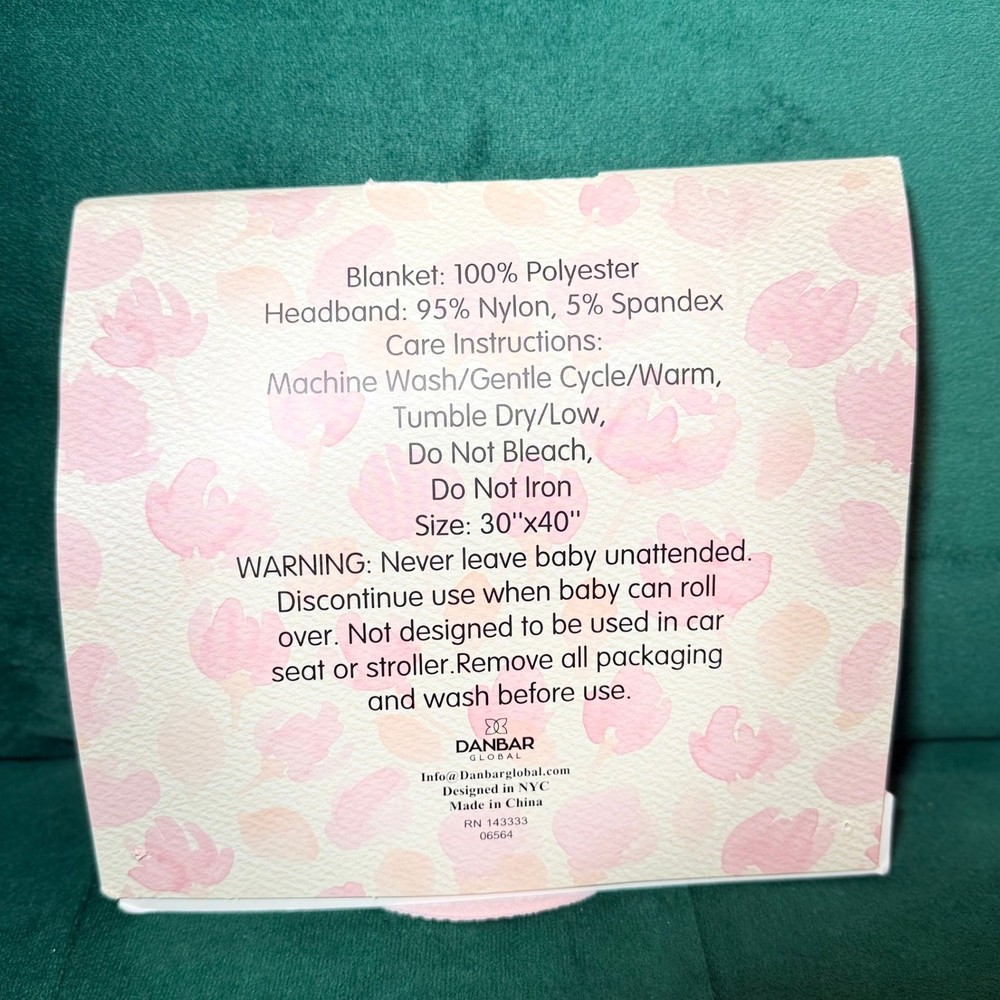 Blanket: 100% Polyester
Headband: 95% Nylon, 5% Spandex
Care Instructions:
Machine Wash/Gentle Cycle/Warm,
Tumble Dry/Low,
Do Not Bleach,
Do Not Iron
Size: 30''x40''
WARNING: Never leave baby unattended.
Discontinue use when baby can roll
over. Not designed to be used in car
seat or stroller.Remove all packaging
and wash before use.
DANBAR
GLOBAL
Info@Danbarglobal.com
Designed in NYC
Made in China
RN 143333
06564